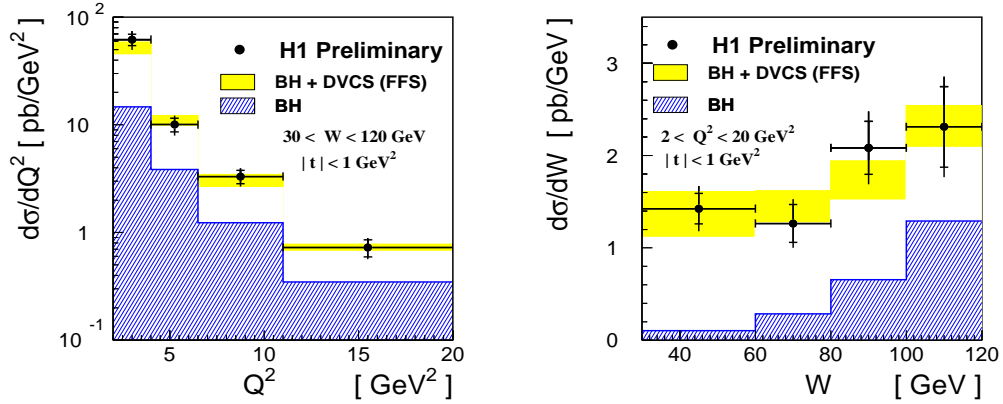 dσ/dQ² [ pb/GeV² ]
10²
10
1
10⁻¹
H1 Preliminary
BH + DVCS (FFS)
BH
30 < W < 120 GeV
| t | < 1 GeV²
5 10 15 20
Q² [ GeV² ]
dσ/dW [ pb/GeV ]
3
2
1
0
H1 Preliminary
BH + DVCS (FFS)
BH
2 < Q² < 20 GeV²
| t | < 1 GeV²
40 60 80 100 120
W [ GeV ]